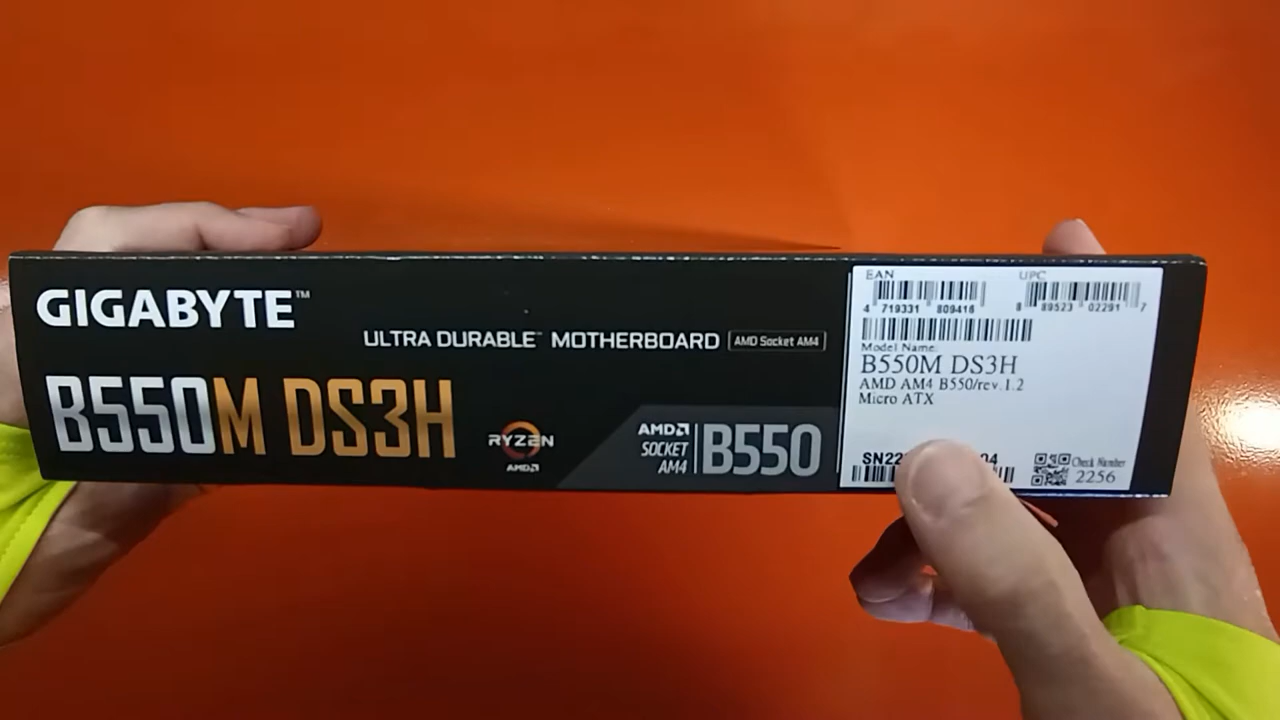 GIGABYTE™
ULTRA DURABLE™ MOTHERBOARD AMD Socket AM4
B550M DS3H
RYZEN
AMD
AMD
SOCKET
AM4
B550
EAN UPC
4 719331 809416 8 89523 02291 7
Model Name:
B550M DS3H
AMD AM4 B550/rev.1.2
Micro ATX
SN22 04
Check Number
2256